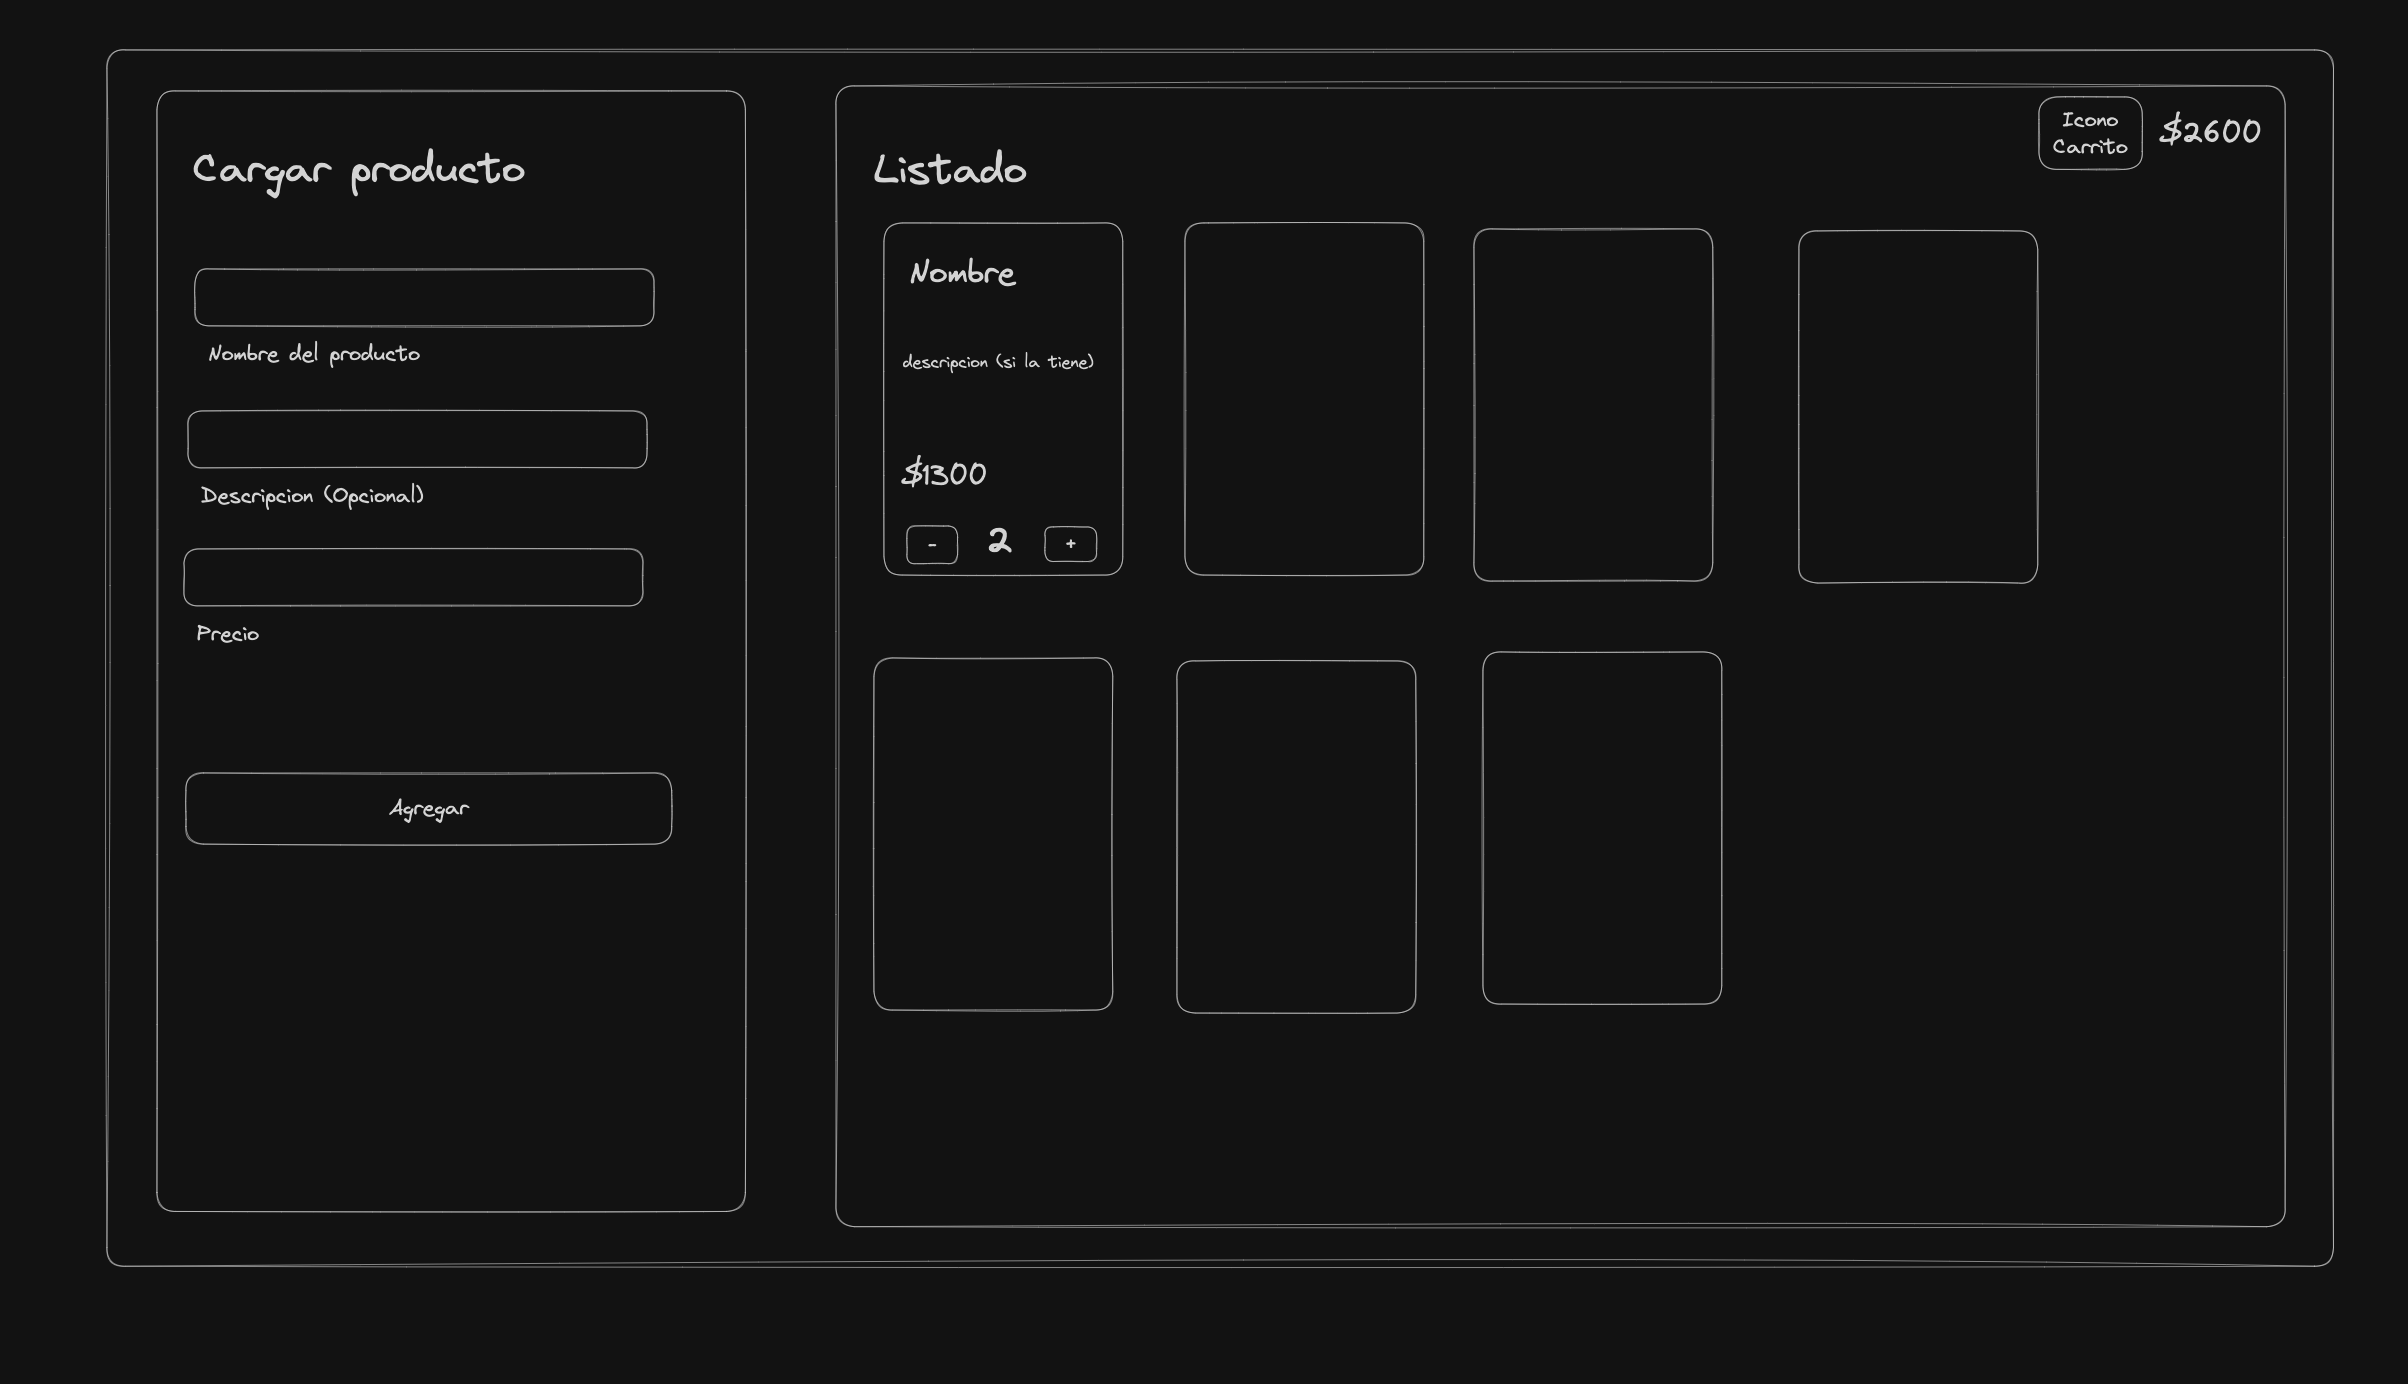 Cargar producto
Nombre del producto
Descripcion (Opcional)
Precio
Agregar
Icono
Carrito
$2600
Listado
Nombre
descripcion (si la tiene)
$1300
- 2 +